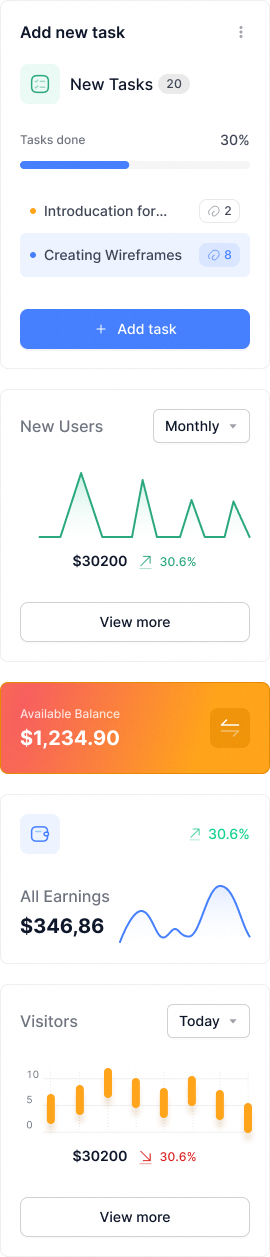 Add new task
New Tasks 20
Tasks done 30%
Introducation for... 2
Creating Wireframes 8
+ Add task
New Users Monthly
$30200 30.6%
View more
Available Balance
$1,234.90
30.6%
All Earnings
$346,86
Visitors Today
10
5
0
$30200 30.6%
View more